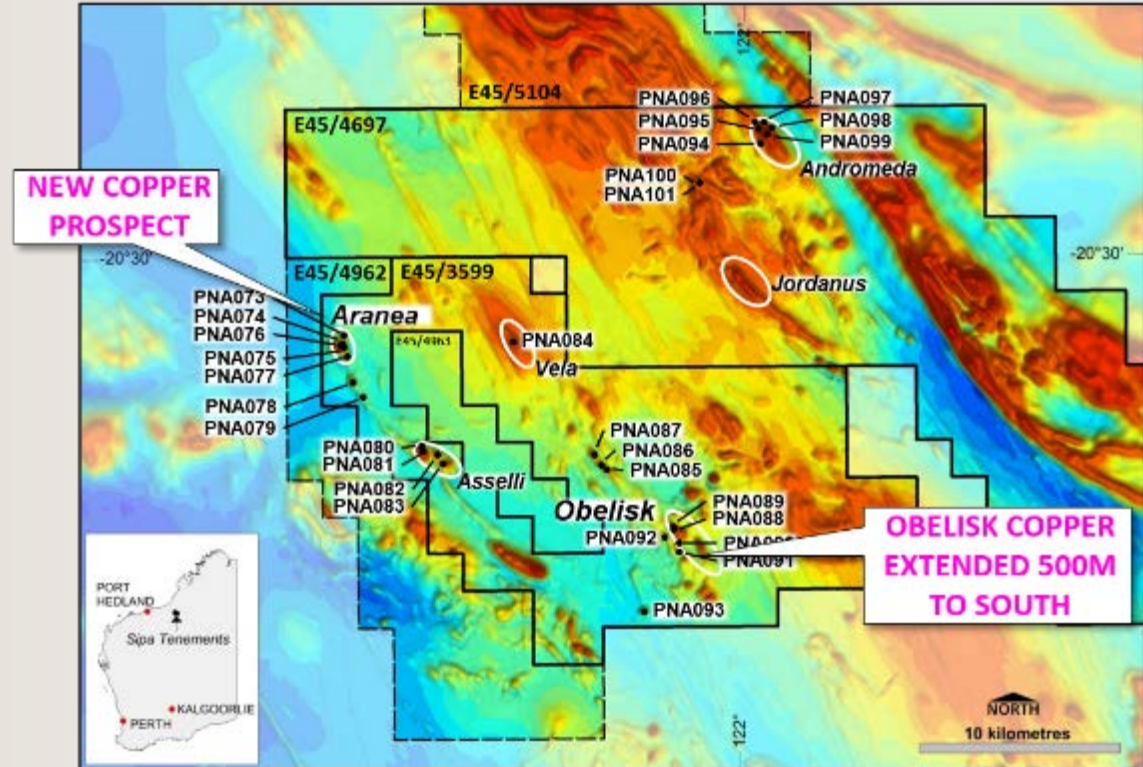 E45/5104
E45/4697
122°
PNA096
PNA097
PNA095
PNA098
PNA094
PNA099
Andromeda
PNA100
PNA101
NEW COPPER
PROSPECT
-20°30'
-20°30'
E45/4962
E45/3599
Jordanus
PNA073
PNA074
PNA076
PNA075
PNA077
Aranea
PNA084
Vela
PNA078
PNA079
PNA087
PNA086
PNA085
PNA080
PNA081
PNA082
PNA083
Asselli
Obelisk
PNA089
PNA088
PNA092
PNA091
PNA093
OBELISK COPPER
EXTENDED 500M
TO SOUTH
PORT
HEDLAND
Sipa Tenements
KALGOORLIE
PERTH
122°
NORTH
10 kilometres